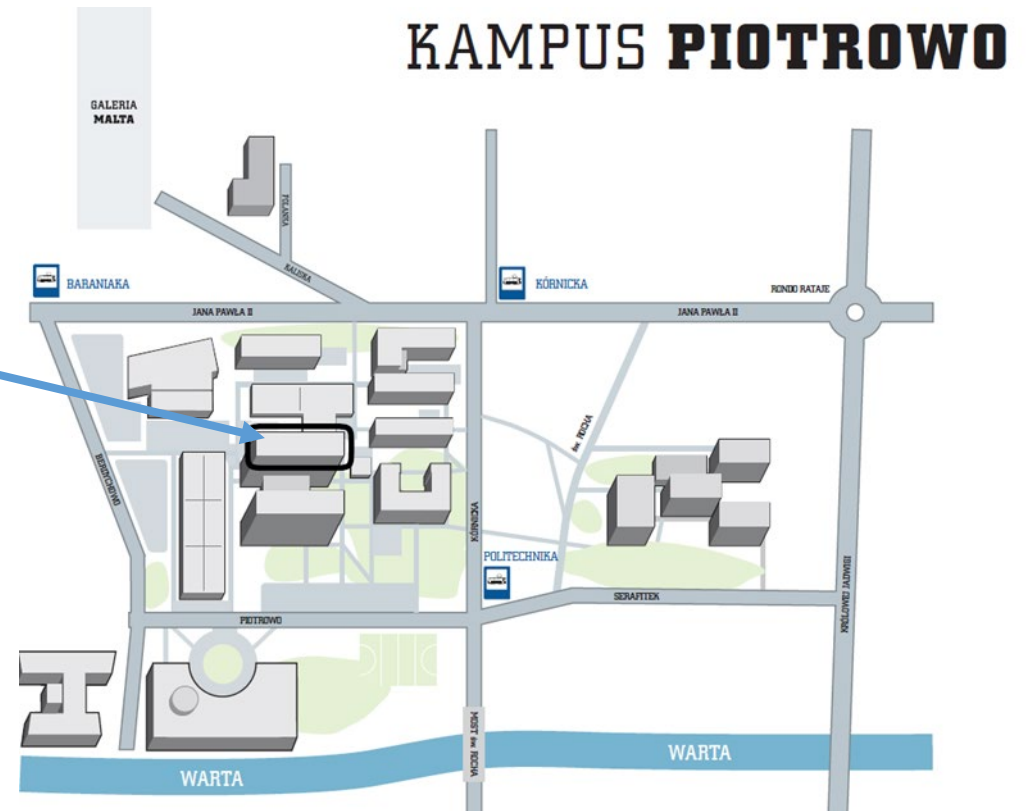 KAMPUS PIOTROWO
GALERIA
MALTA
POLANKA
KALISKA
BARANIAKA
KÓRNICKA
RONDO RATAJE
JANA PAWŁA II
JANA PAWŁA II
św. ROCHA
BERDYCHOWO
KÓRNICKA
POLITECHNIKA
KRÓLOWEJ JADWIGI
SERAFITEK
PIOTROWO
MOST św. ROCHA
WARTA
WARTA